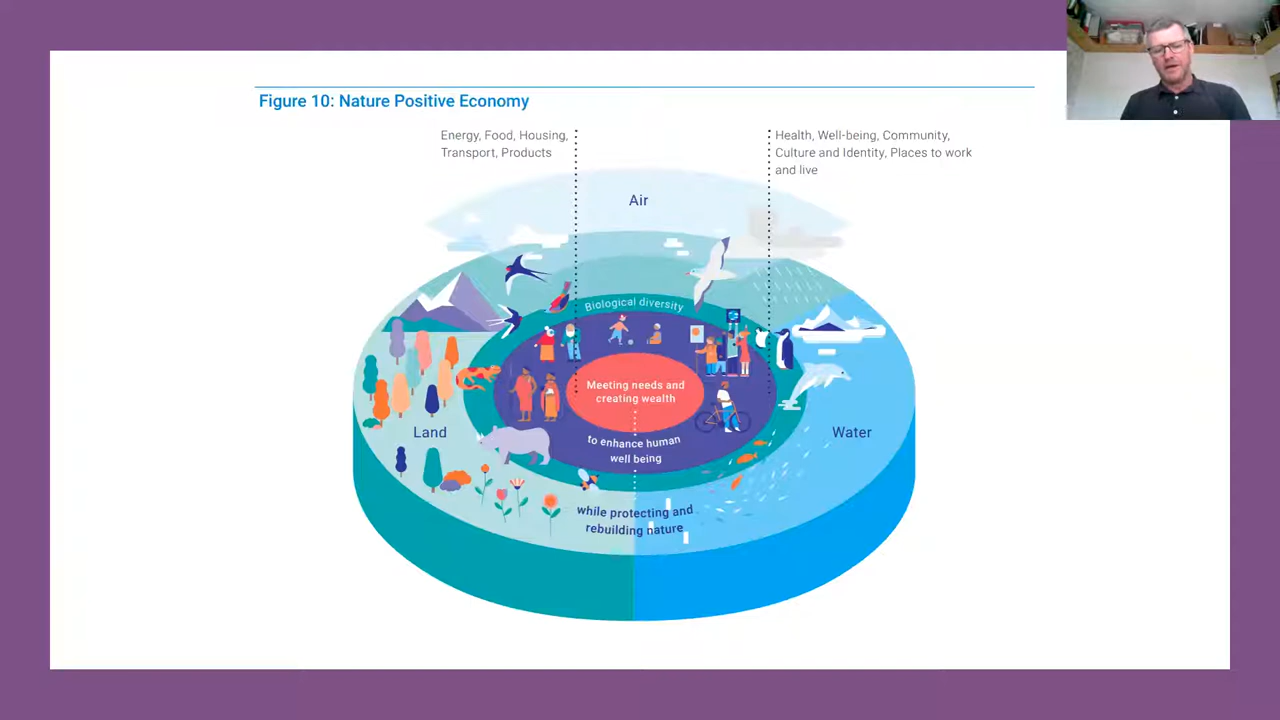 Figure 10: Nature Positive Economy
Energy, Food, Housing,
Transport, Products
Health, Well-being, Community,
Culture and Identity, Places to work
and live
Air
Biological diversity
Meeting needs and
creating wealth
Land
Water
to enhance human
well being
while protecting and
rebuilding nature